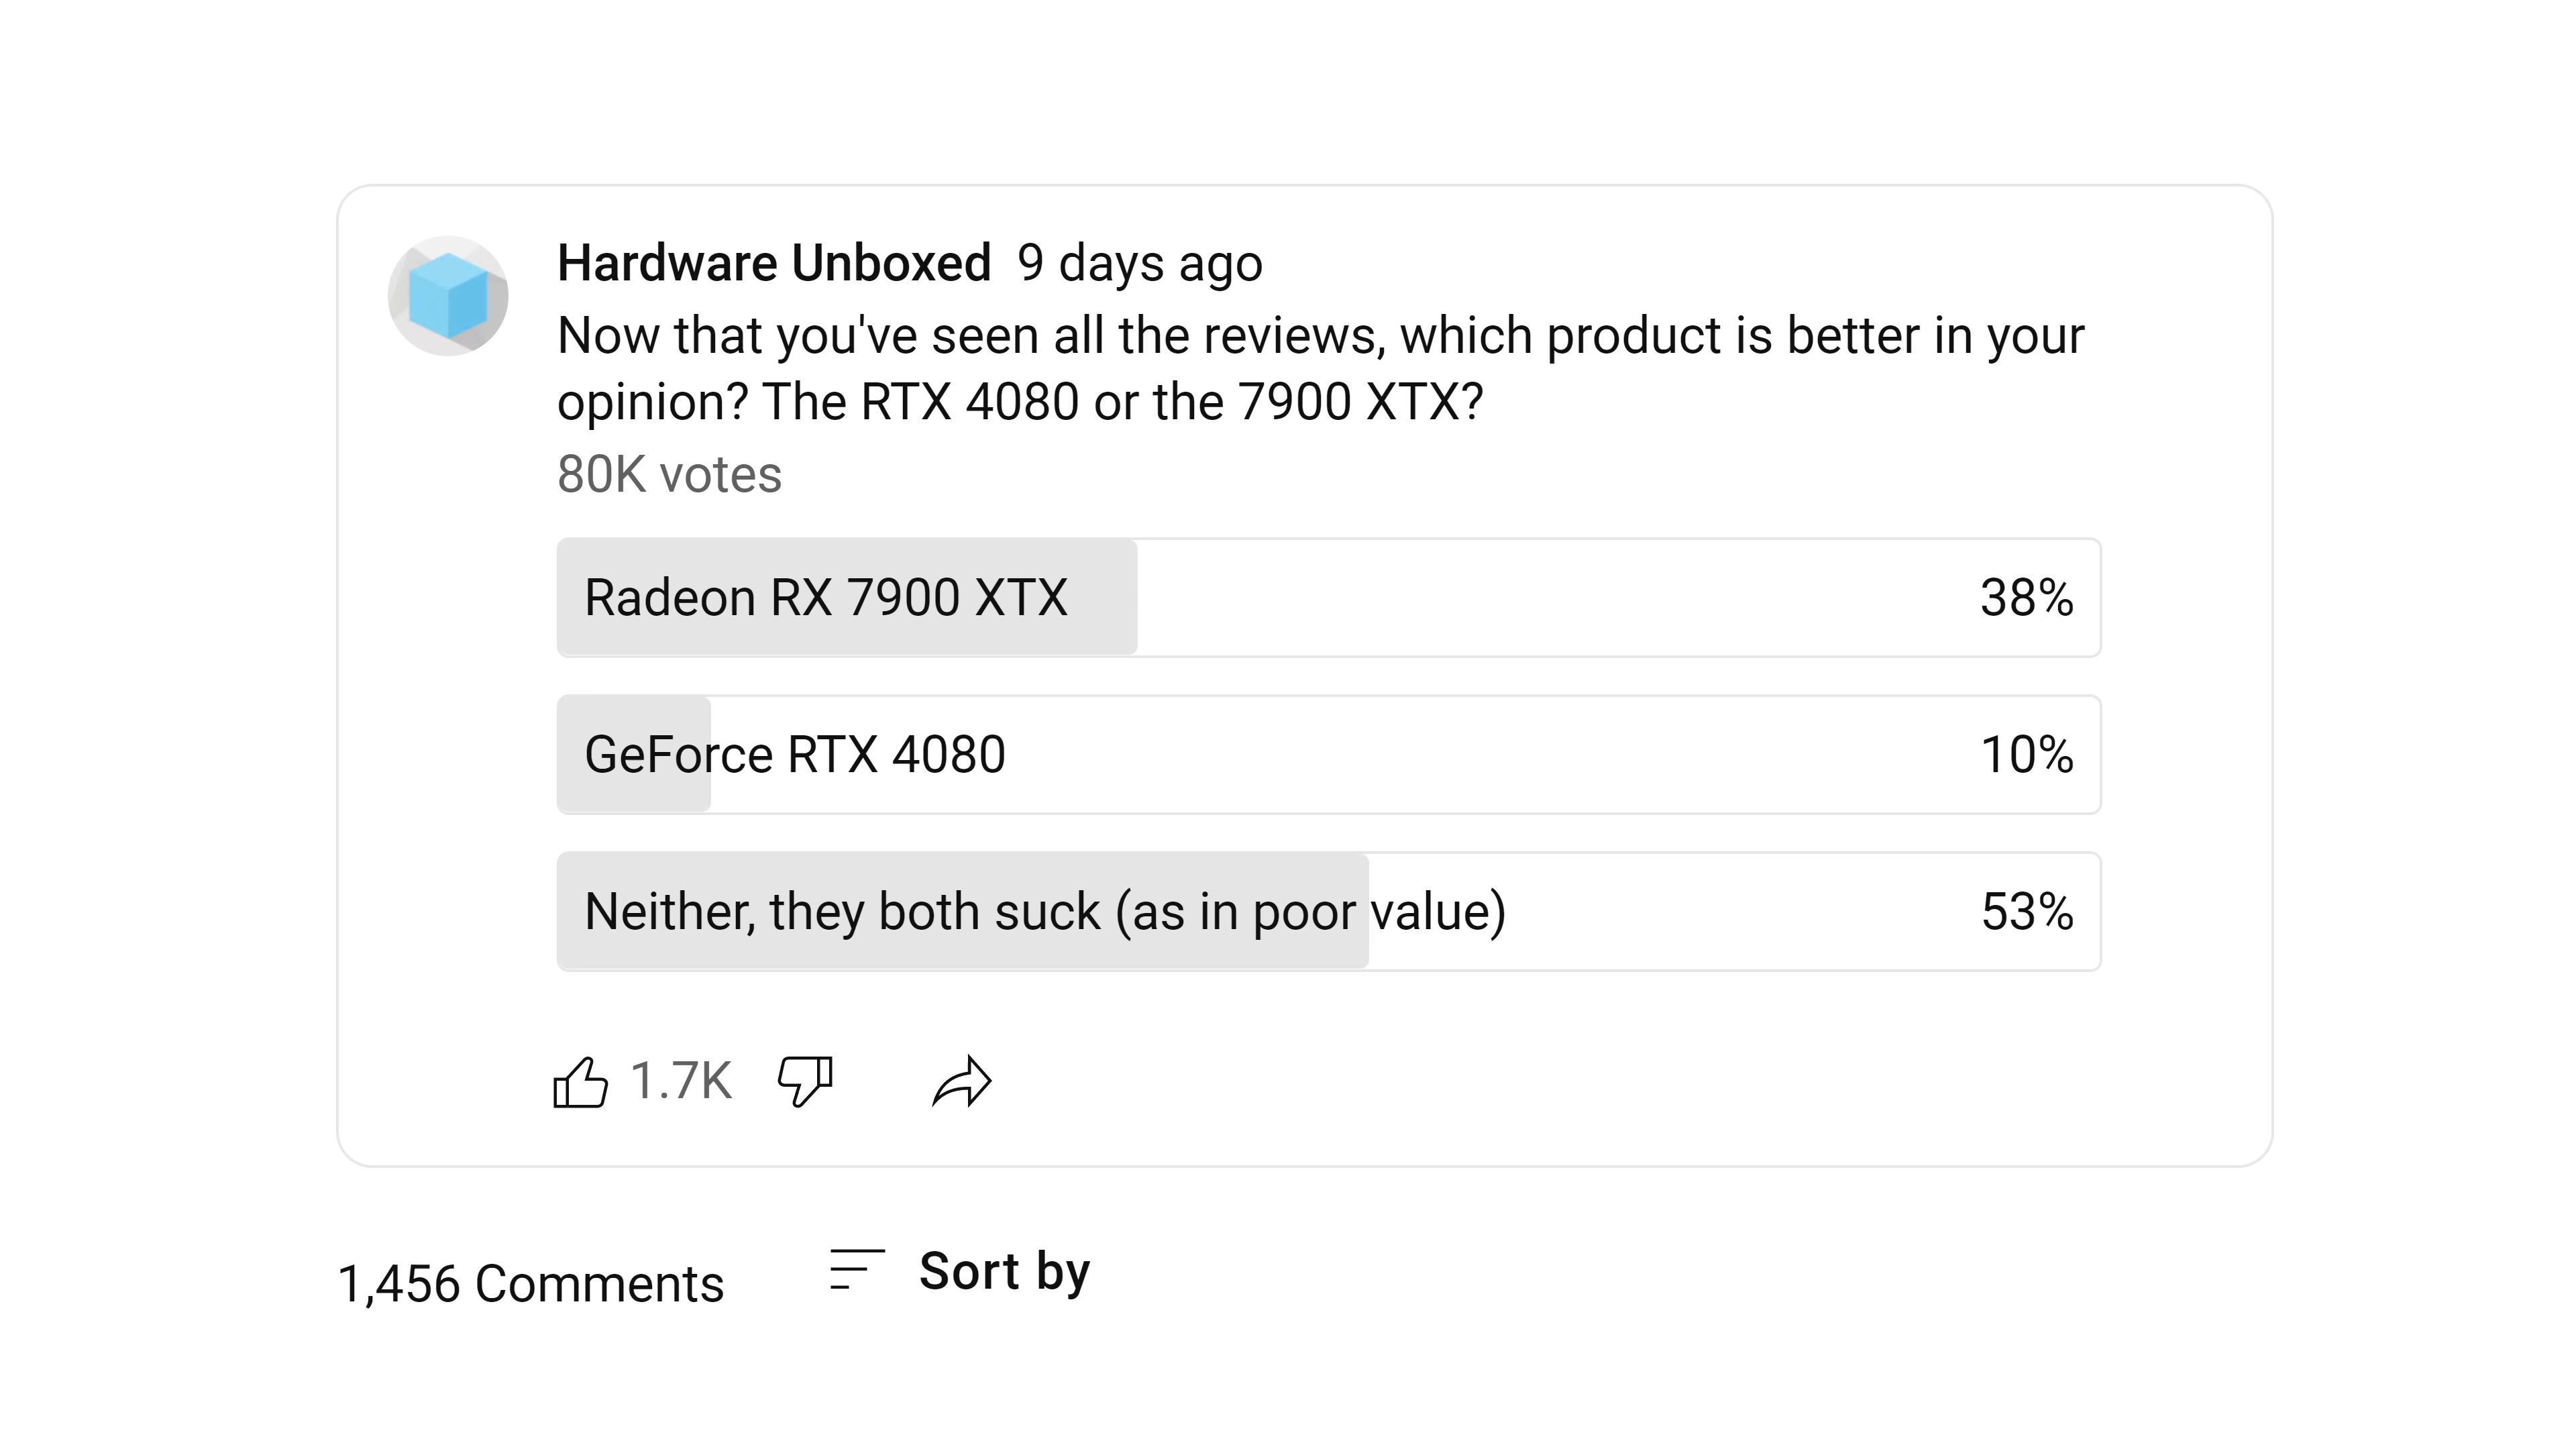 Hardware Unboxed 9 days ago
Now that you've seen all the reviews, which product is better in your
opinion? The RTX 4080 or the 7900 XTX?
80K votes
Radeon RX 7900 XTX 38%
GeForce RTX 4080 10%
Neither, they both suck (as in poor value) 53%
1.7K
1,456 Comments Sort by